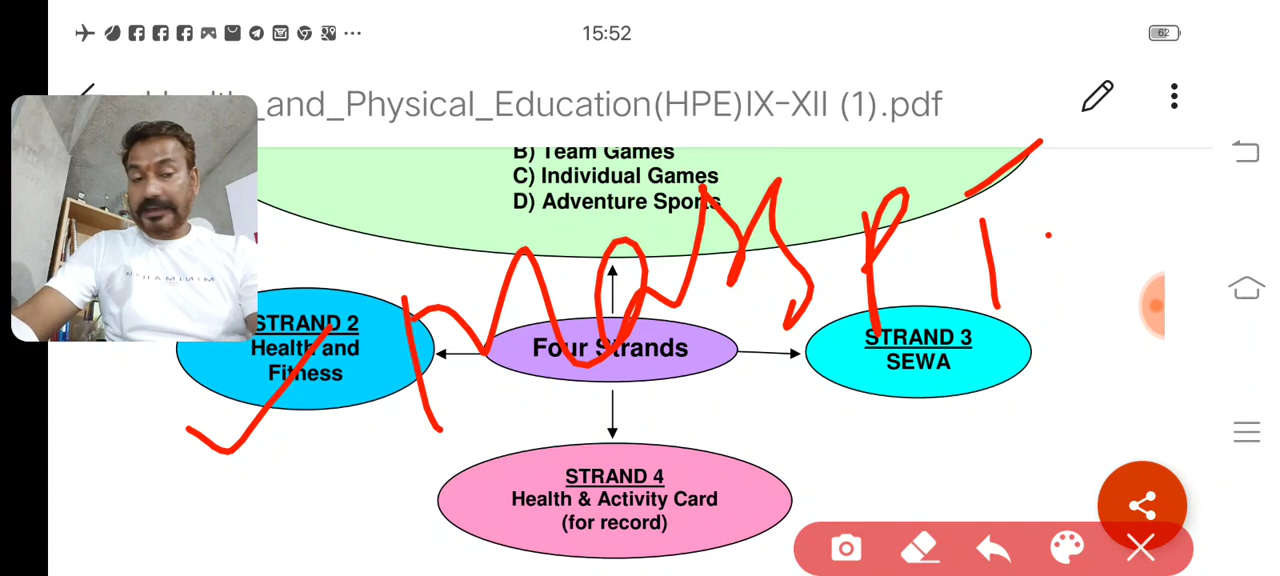 15:52
62
_and_Physical_Education(HPE)IX-XII (1).pdf
B) Team Games
C) Individual Games
D) Adventure Sports
STRAND 2
Health and
Fitness
Four Strands
STRAND 3
SEWA
STRAND 4
Health & Activity Card
(for record)